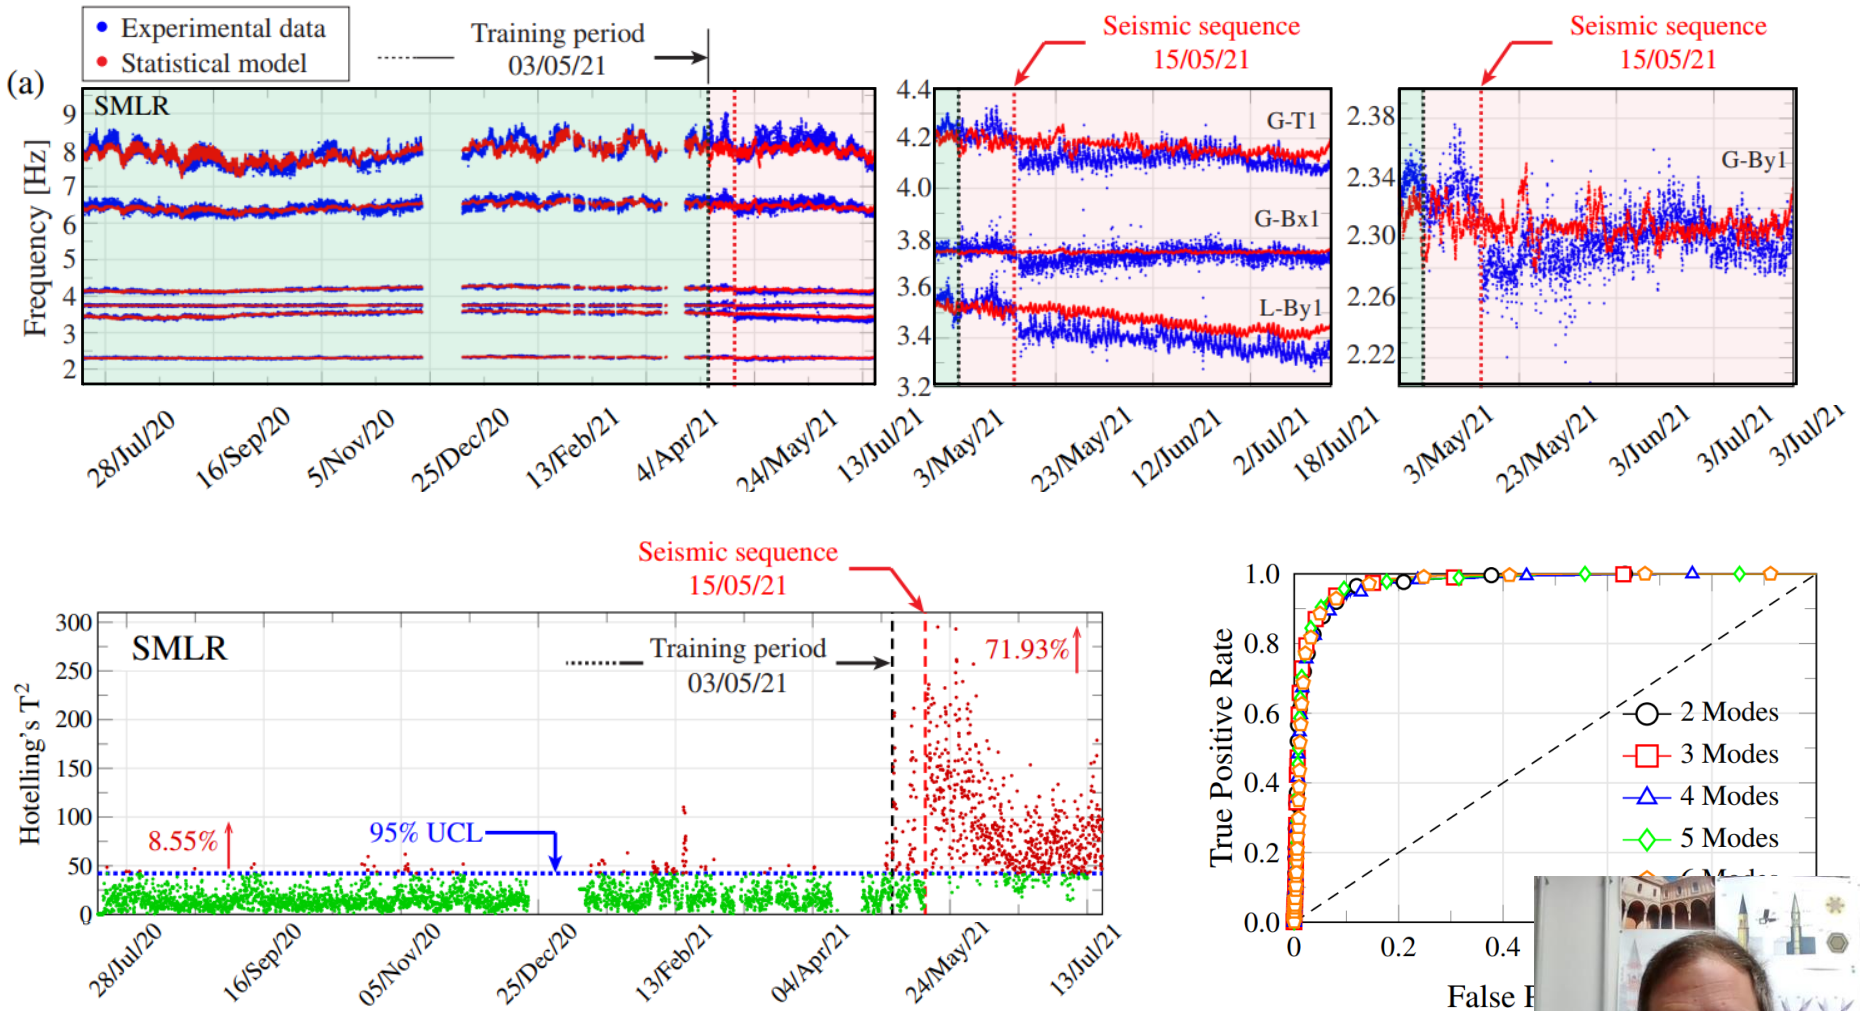 Experimental data
Statistical model
Training period
03/05/21
Seismic sequence
15/05/21
Seismic sequence
15/05/21
(a)
SMLR
Frequency [Hz]
9
8
7
6
5
4
3
2
28/Jul/20
16/Sep/20
5/Nov/20
25/Dec/20
13/Feb/21
4/Apr/21
24/May/21
13/Jul/21
4.4
4.2
4.0
3.8
3.6
3.4
3.2
G-T1
G-Bx1
L-By1
3/May/21
23/May/21
12/Jun/21
2/Jul/21
18/Jul/21
2.38
2.34
2.30
2.26
2.22
G-By1
3/May/21
23/May/21
3/Jun/21
3/Jul/21
3/Jul/21
Seismic sequence
15/05/21
SMLR
Training period
03/05/21
71.93%
8.55%
95% UCL
Hotelling's T²
300
250
200
150
100
50
0
28/Jul/20
16/Sep/20
05/Nov/20
25/Dec/20
13/Feb/21
04/Apr/21
24/May/21
13/Jul/21
True Positive Rate
1.0
0.8
0.6
0.4
0.2
0.0
2 Modes
3 Modes
4 Modes
5 Modes
0
0.2
0.4
False